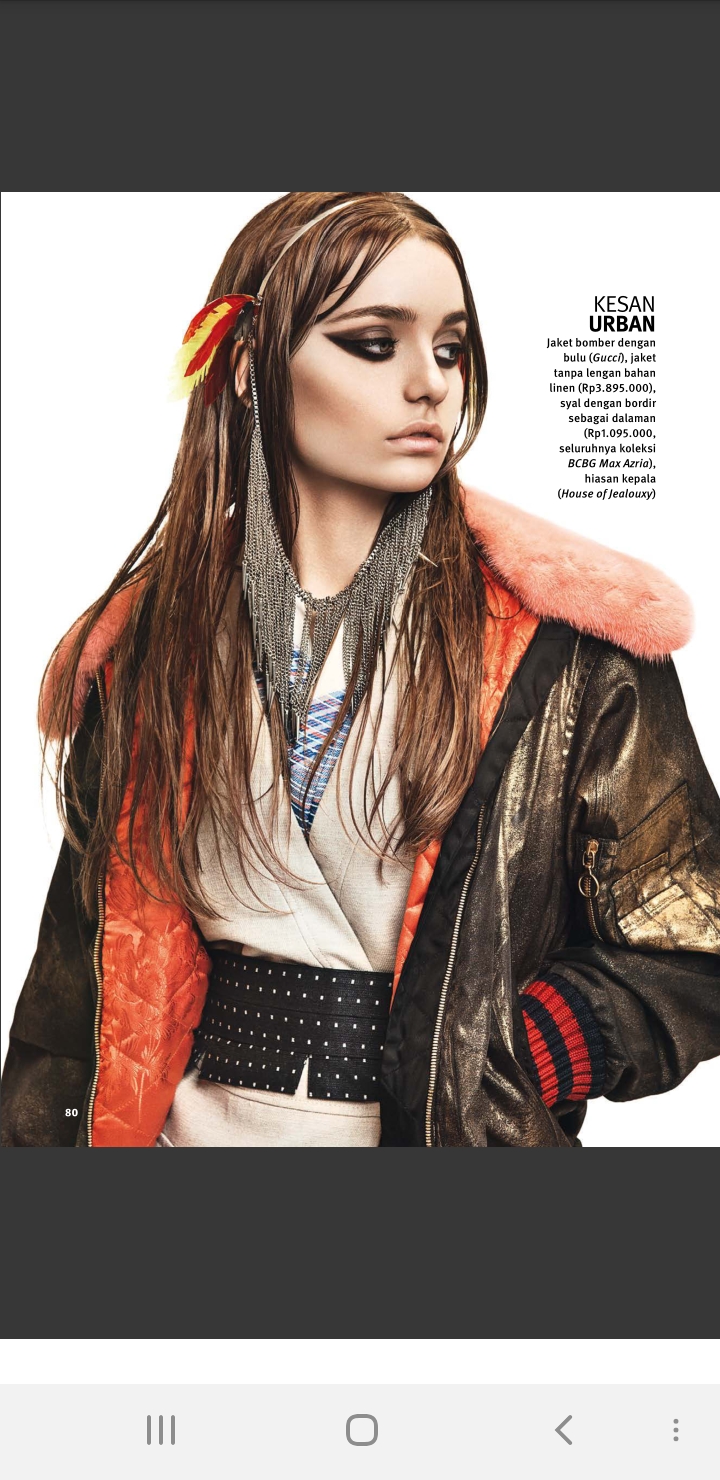 KESAN
URBAN
Jaket bomber dengan
bulu (Gucci), jaket
tanpa lengan bahan
linen (Rp3.895.000),
syal dengan bordir
sebagai dalaman
(Rp1.095.000,
seluruhnya koleksi
BCBG Max Azria),
hiasan kepala
(House of Jealouxy)
80